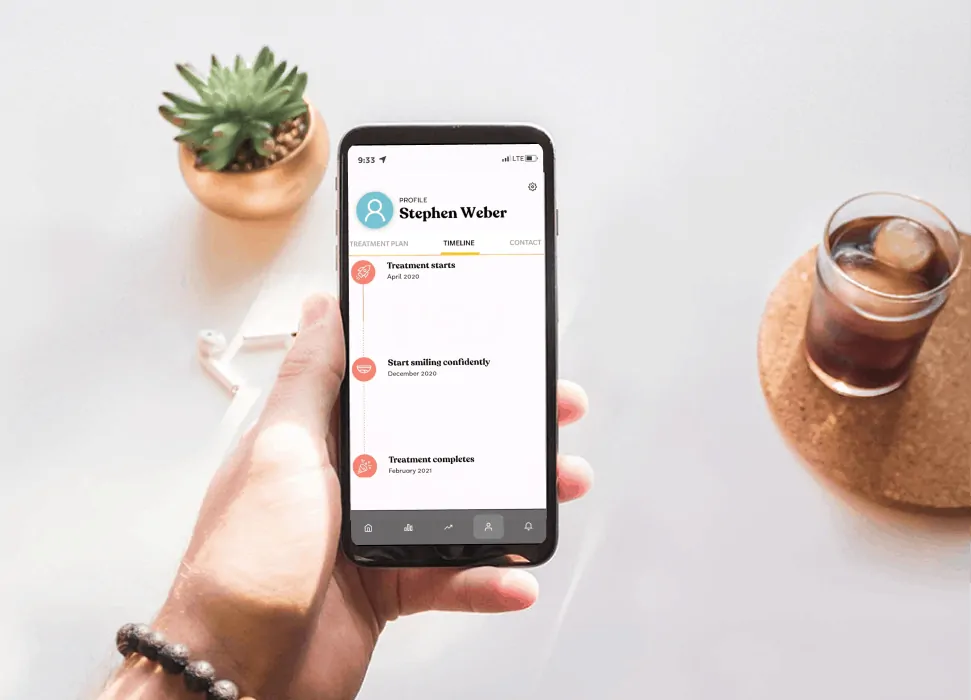 9:33 LTE
PROFILE
Stephen Weber
TREATMENT PLAN TIMELINE CONTACT
Treatment starts
April 2020
Start smiling confidently
December 2020
Treatment completes
February 2021